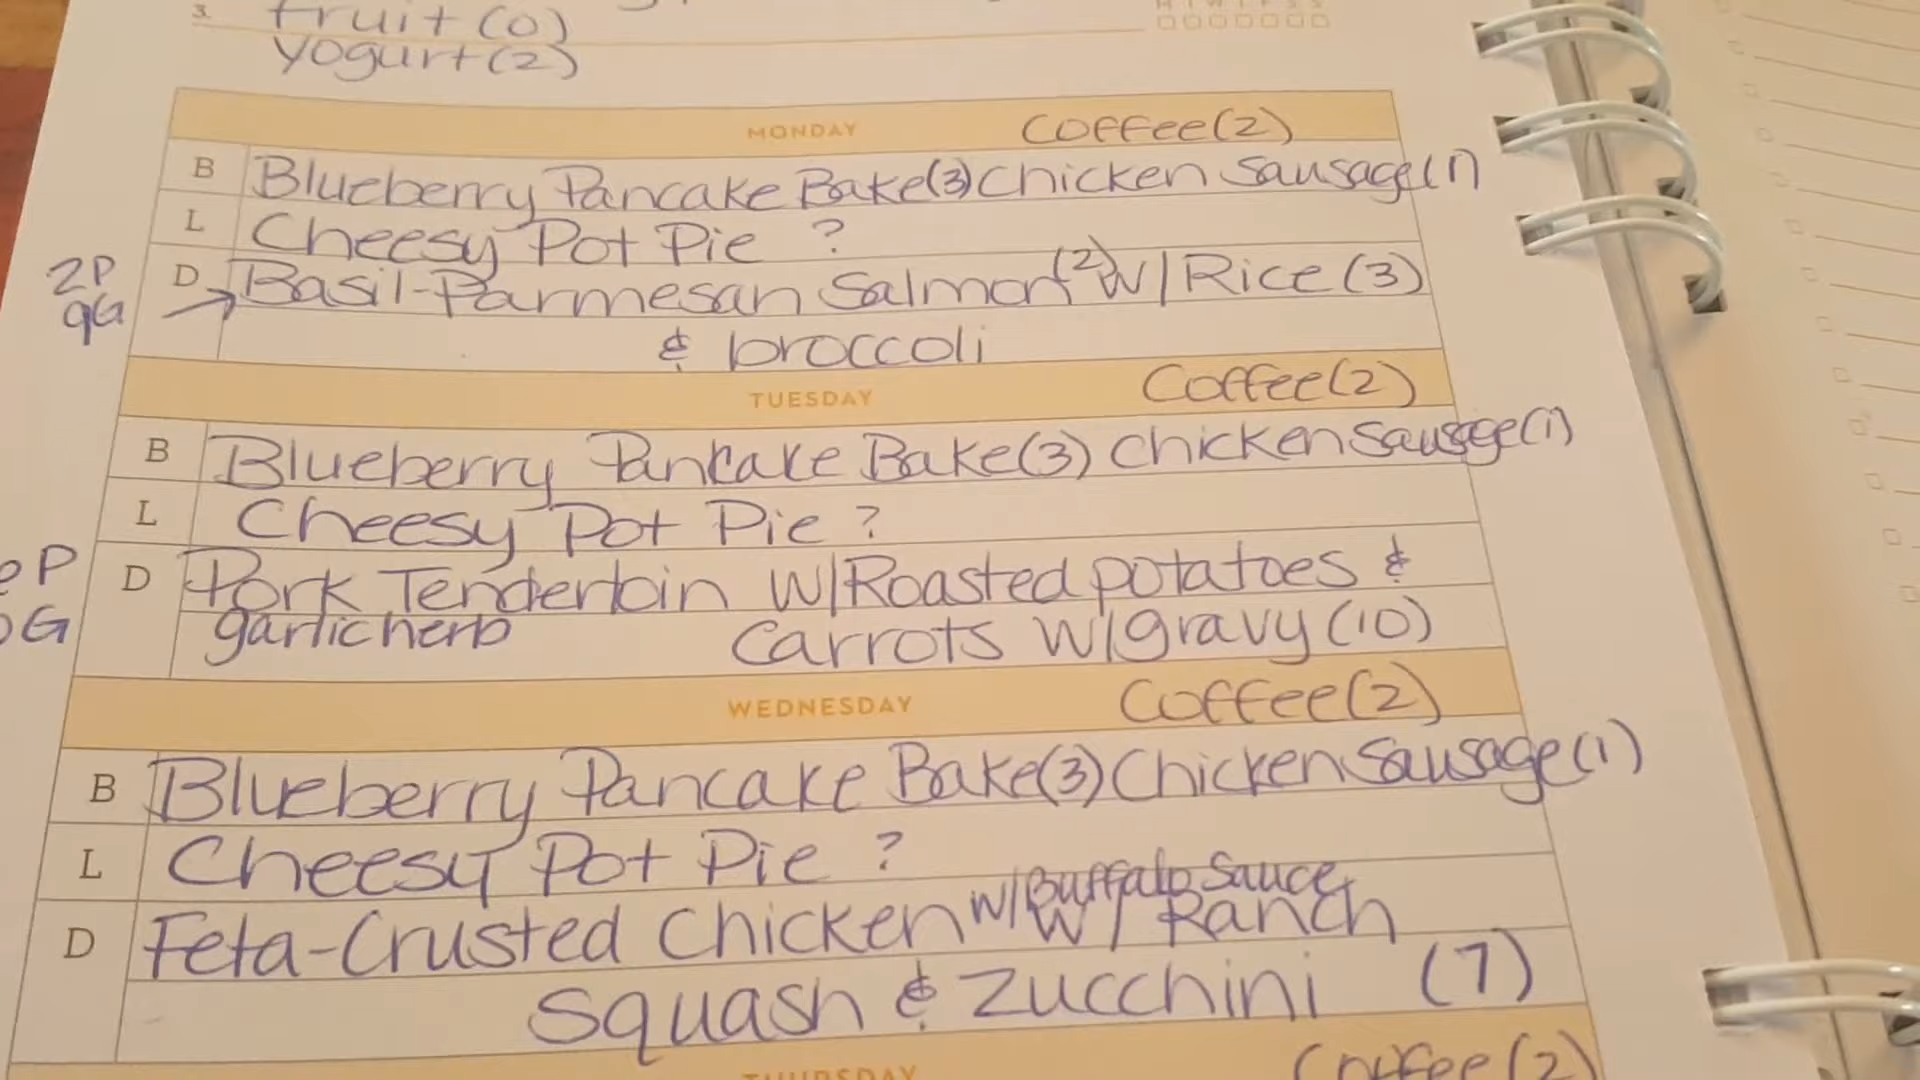 3. fruit (0)
yogurt (2)
M T W T F S S
MONDAY Coffee (2)
B Blueberry Pancake Bake (3) Chicken Sausage (1)
L Cheesy Pot Pie ?
2P D Basil-Parmesan Salmon (2) W/ Rice (3)
9G & broccoli
TUESDAY Coffee (2)
B Blueberry Pancake Bake (3) Chicken Sausage (1)
L Cheesy Pot Pie ?
P D Pork Tenderloin W/ Roasted potatoes &
G garlic herb Carrots W/ gravy (10)
WEDNESDAY Coffee (2)
B Blueberry Pancake Bake (3) Chicken Sausage (1)
L Cheesy Pot Pie ?
W/ Buffalo Sauce
D Feta-Crusted Chicken W/ Ranch
Squash & Zucchini (7)
THURSDAY Coffee (2)